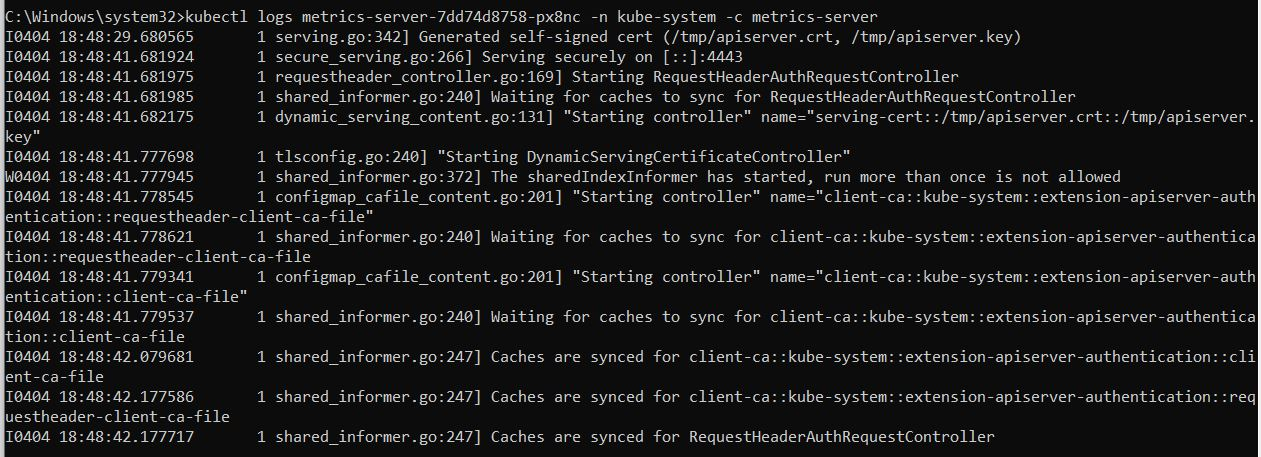 C:\Windows\system32>kubectl logs metrics-server-7dd74d8758-px8nc -n kube-system -c metrics-server
I0404 18:48:29.680565       1 serving.go:342] Generated self-signed cert (/tmp/apiserver.crt, /tmp/apiserver.key)
I0404 18:48:41.681924       1 secure_serving.go:266] Serving securely on [::]:4443
I0404 18:48:41.681975       1 requestheader_controller.go:169] Starting RequestHeaderAuthRequestController
I0404 18:48:41.681985       1 shared_informer.go:240] Waiting for caches to sync for RequestHeaderAuthRequestController
I0404 18:48:41.682175       1 dynamic_serving_content.go:131] "Starting controller" name="serving-cert::/tmp/apiserver.crt::/tmp/apiserver.
key"
I0404 18:48:41.777698       1 tlsconfig.go:240] "Starting DynamicServingCertificateController"
W0404 18:48:41.777945       1 shared_informer.go:372] The sharedIndexInformer has started, run more than once is not allowed
I0404 18:48:41.778545       1 configmap_cafile_content.go:201] "Starting controller" name="client-ca::kube-system::extension-apiserver-auth
entication::requestheader-client-ca-file"
I0404 18:48:41.778621       1 shared_informer.go:240] Waiting for caches to sync for client-ca::kube-system::extension-apiserver-authentica
tion::requestheader-client-ca-file
I0404 18:48:41.779341       1 configmap_cafile_content.go:201] "Starting controller" name="client-ca::kube-system::extension-apiserver-auth
entication::client-ca-file"
I0404 18:48:41.779537       1 shared_informer.go:240] Waiting for caches to sync for client-ca::kube-system::extension-apiserver-authentica
tion::client-ca-file
I0404 18:48:42.079681       1 shared_informer.go:247] Caches are synced for client-ca::kube-system::extension-apiserver-authentication::cli
ent-ca-file
I0404 18:48:42.177586       1 shared_informer.go:247] Caches are synced for client-ca::kube-system::extension-apiserver-authentication::req
uestheader-client-ca-file
I0404 18:48:42.177717       1 shared_informer.go:247] Caches are synced for RequestHeaderAuthRequestController